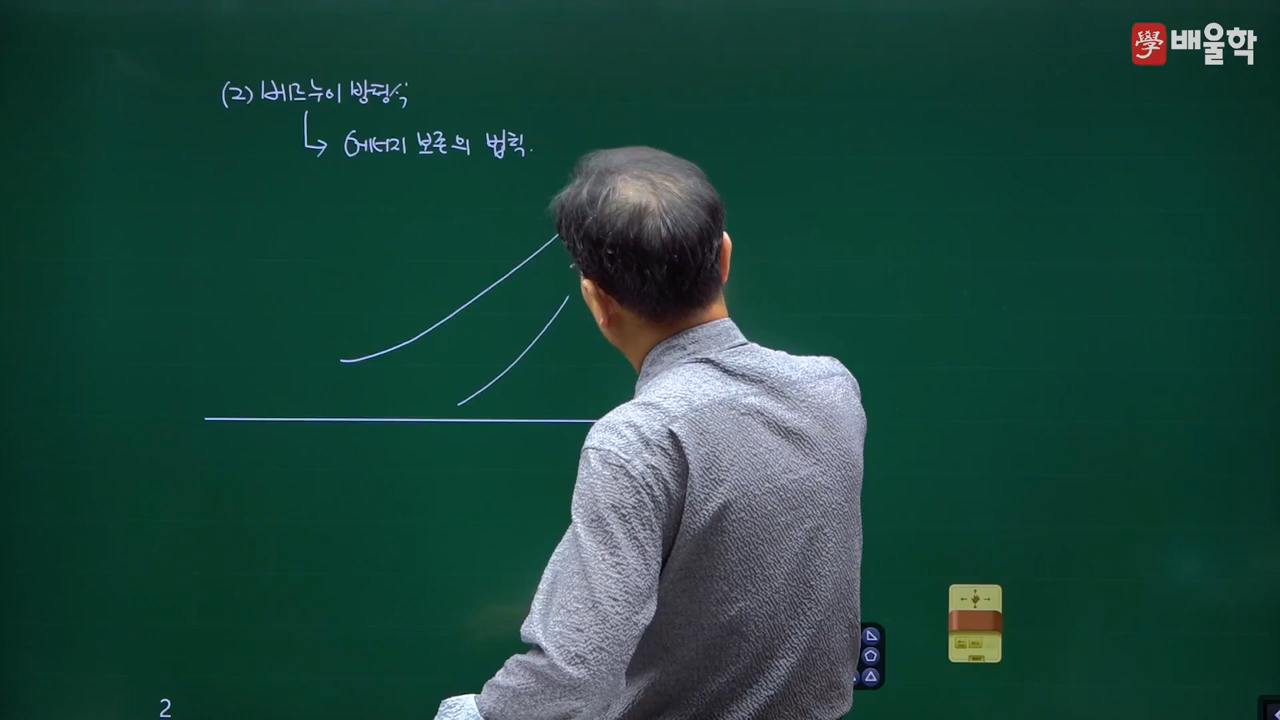 學 배울학
(2) 베르누이 방정식
에너지 보존의 법칙.
2